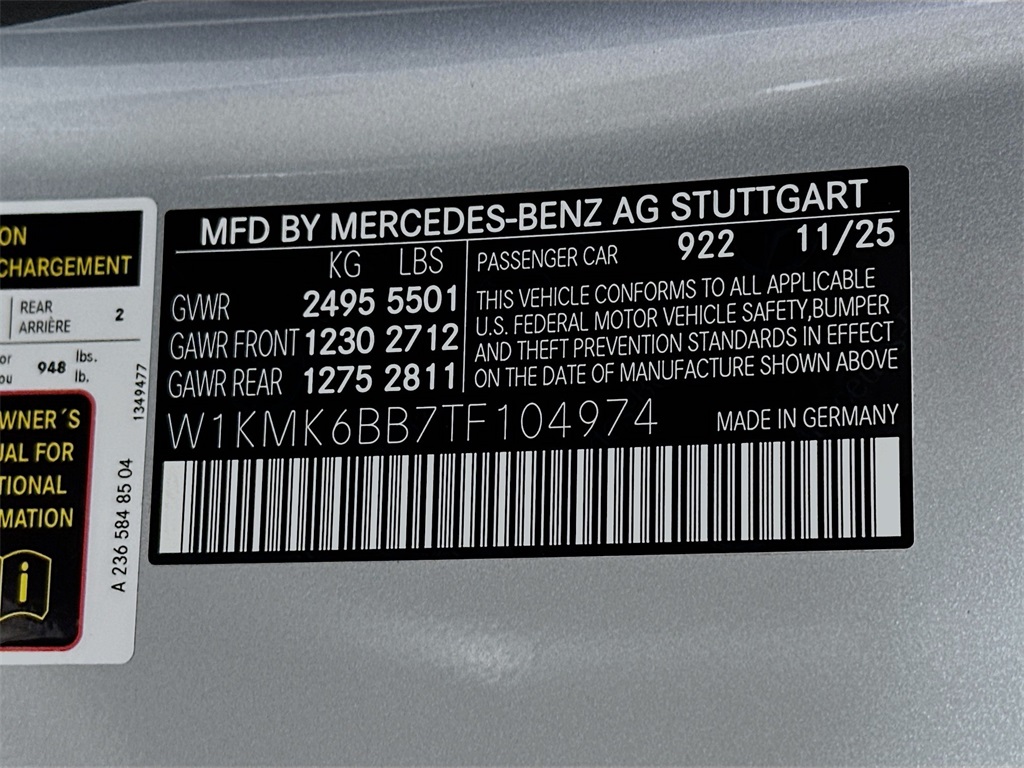 ON
CHARGEMENT
REAR
ARRIÈRE
2
or
ou
948
lbs.
lb.
1349477
A 236 584 85 04
WNER´S
UAL FOR
TIONAL
MATION
i
MFD BY MERCEDES-BENZ AG STUTTGART
KG LBS
GVWR 2495 5501
GAWR FRONT 1230 2712
GAWR REAR 1275 2811
PASSENGER CAR 922 11/25
THIS VEHICLE CONFORMS TO ALL APPLICABLE
U.S. FEDERAL MOTOR VEHICLE SAFETY,BUMPER
AND THEFT PREVENTION STANDARDS IN EFFECT
ON THE DATE OF MANUFACTURE SHOWN ABOVE
W1KMK6BB7TF104974 MADE IN GERMANY